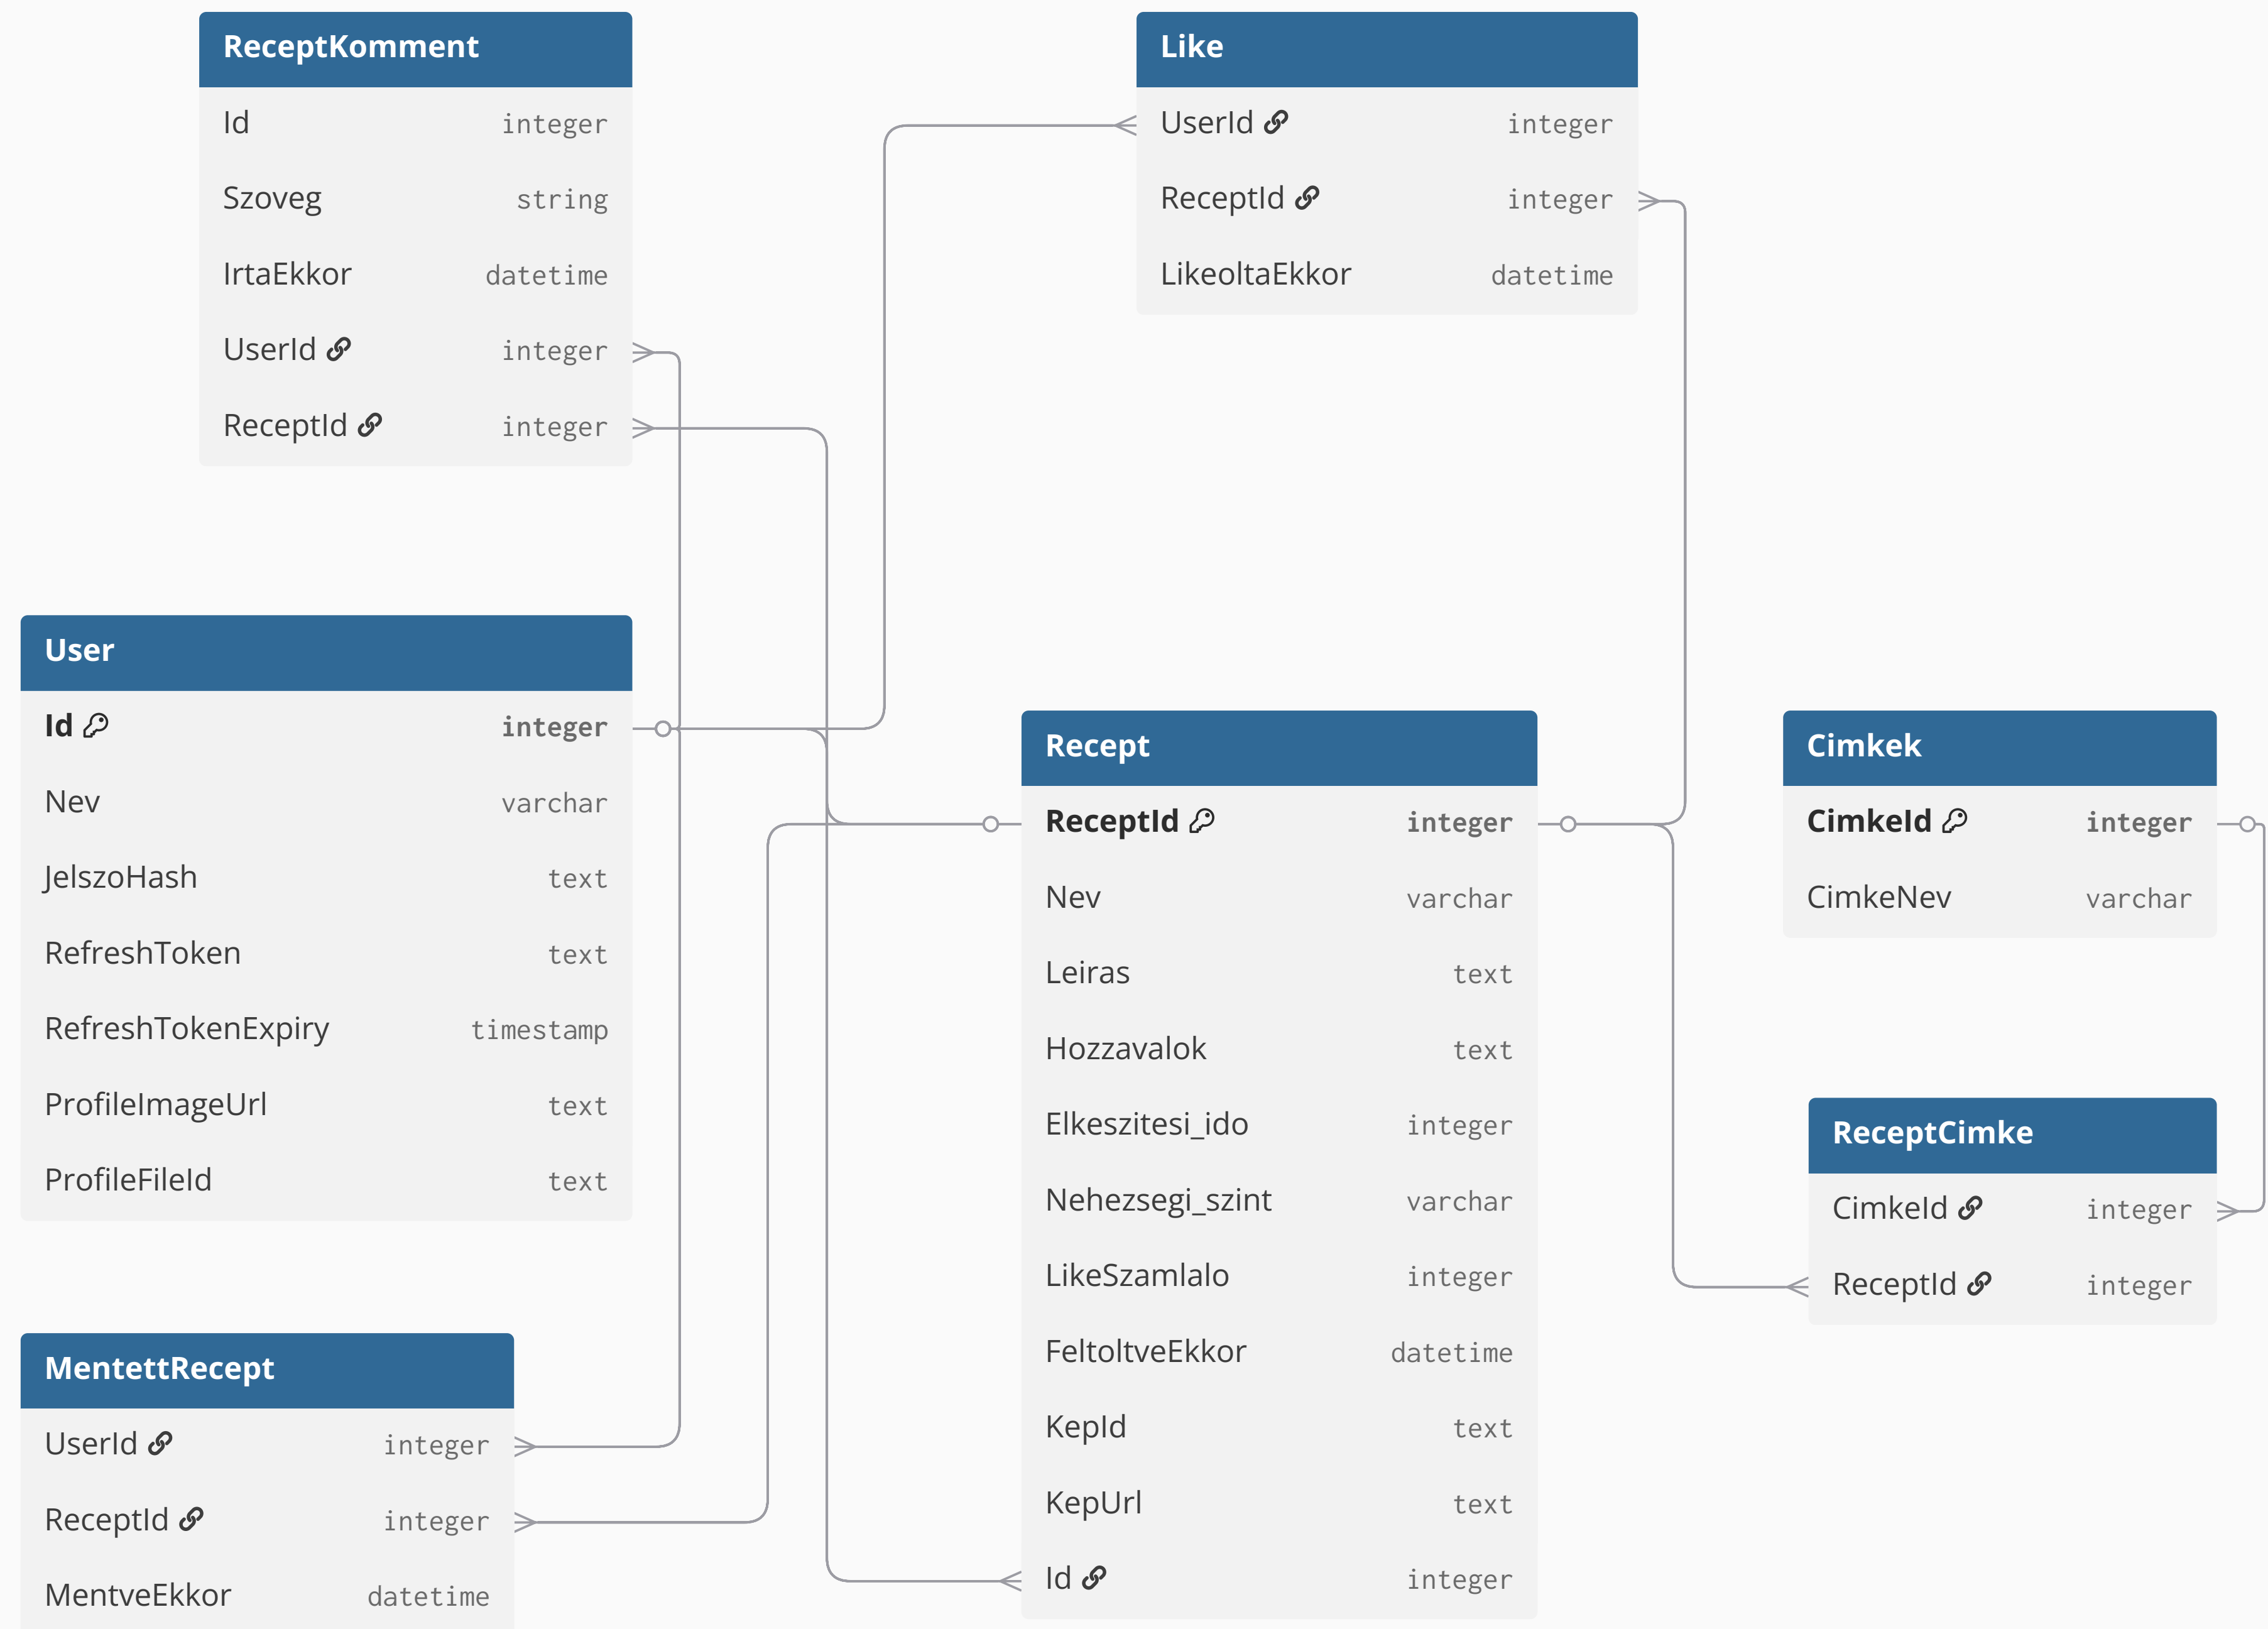 ReceptKomment
Id integer
Szoveg string
IrtaEkkor datetime
UserId integer
ReceptId integer
Like
UserId integer
ReceptId integer
LikeoltaEkkor datetime
User
Id integer
Nev varchar
JelszoHash text
RefreshToken text
RefreshTokenExpiry timestamp
ProfileImageUrl text
ProfileFileId text
Recept
ReceptId integer
Nev varchar
Leiras text
Hozzavalok text
Elkeszitesi_ido integer
Nehezsegi_szint varchar
LikeSzamlalo integer
FeltoltveEkkor datetime
KepId text
KepUrl text
Id integer
Cimkek
CimkeId integer
CimkeNev varchar
ReceptCimke
CimkeId integer
ReceptId integer
MentettRecept
UserId integer
ReceptId integer
MentveEkkor datetime